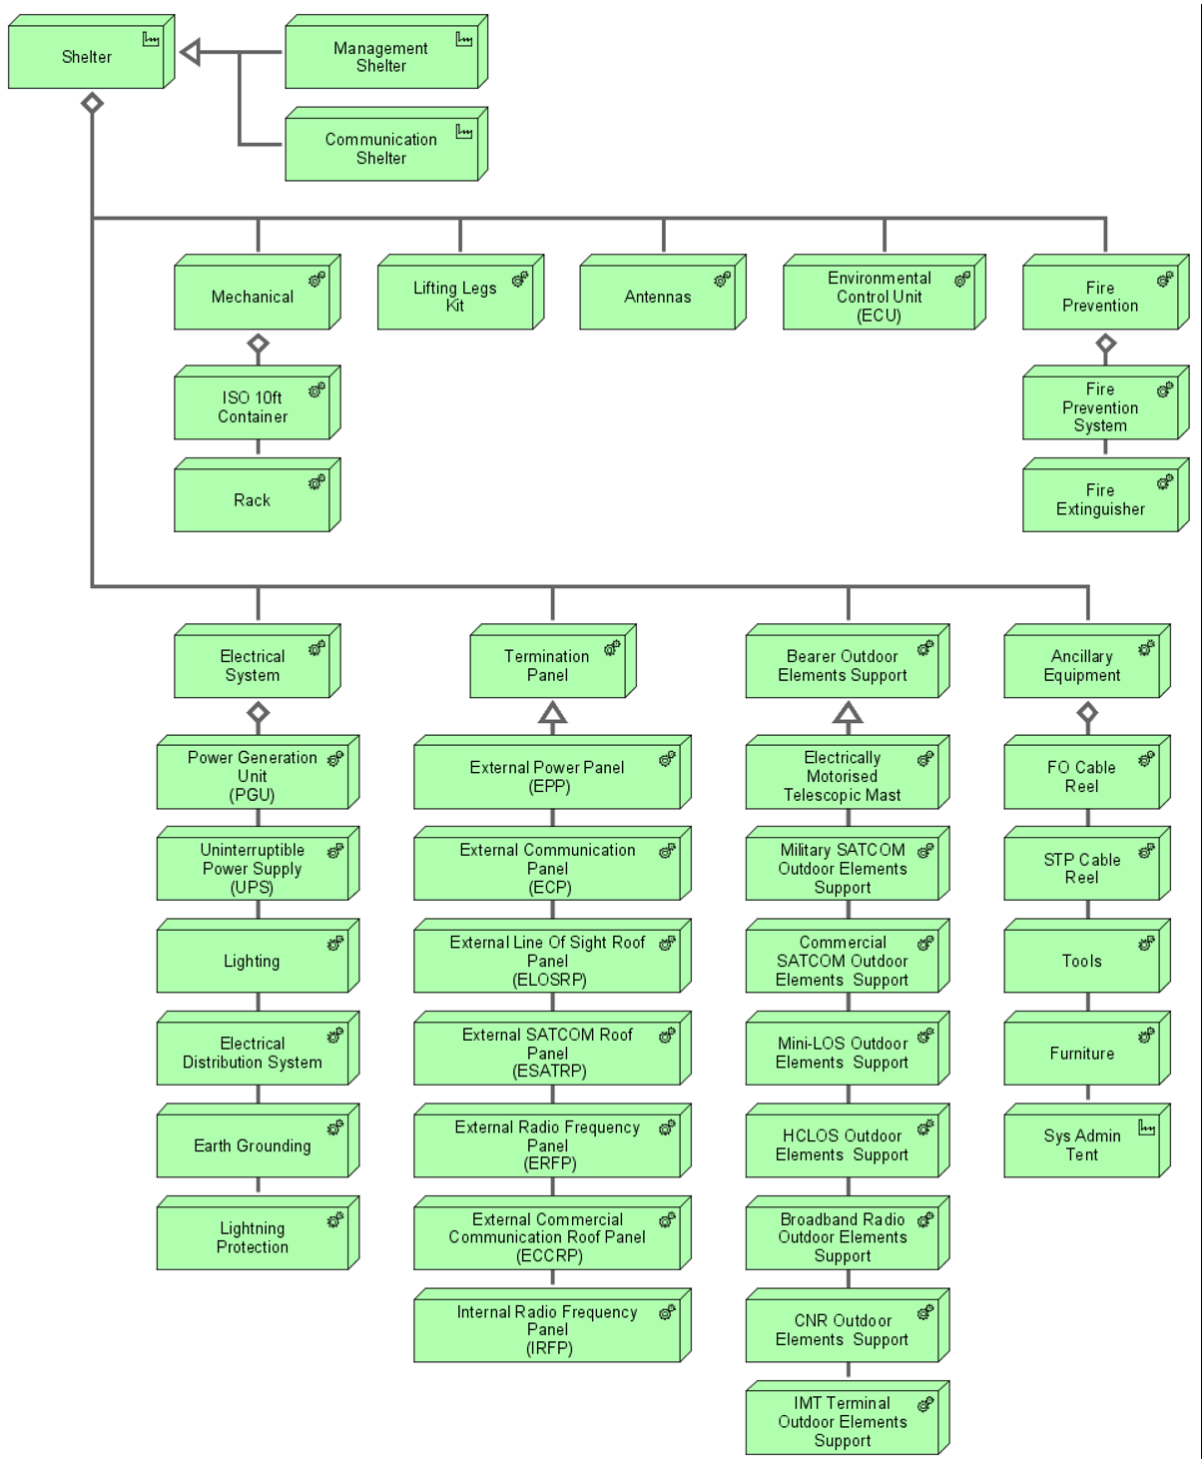 Shelter
Management
Shelter
Communication
Shelter
Mechanical
Lifting Legs
Kit
Antennas
Environmental
Control Unit
(ECU)
Fire
Prevention
ISO 10ft
Container
Fire
Prevention
System
Rack
Fire
Extinguisher
Electrical
System
Termination
Panel
Bearer Outdoor
Elements Support
Ancillary
Equipment
Power Generation
Unit
(PGU)
External Power Panel
(EPP)
Electrically
Motorised
Telescopic Mast
FO Cable
Reel
Uninterruptible
Power Supply
(UPS)
External Communication
Panel
(ECP)
Military SATCOM
Outdoor Elements
Support
STP Cable
Reel
Lighting
External Line Of Sight Roof
Panel
(ELOSRP)
Commercial
SATCOM Outdoor
Elements Support
Tools
Electrical
Distribution System
External SATCOM Roof
Panel
(ESATRP)
Mini-LOS Outdoor
Elements Support
Furniture
Earth Grounding
External Radio Frequency
Panel
(ERFP)
HCLOS Outdoor
Elements Support
Sys Admin
Tent
Lightning
Protection
External Commercial
Communication Roof Panel
(ECCRP)
Broadband Radio
Outdoor Elements
Support
Internal Radio Frequency
Panel
(IRFP)
CNR Outdoor
Elements Support
IMT Terminal
Outdoor Elements
Support